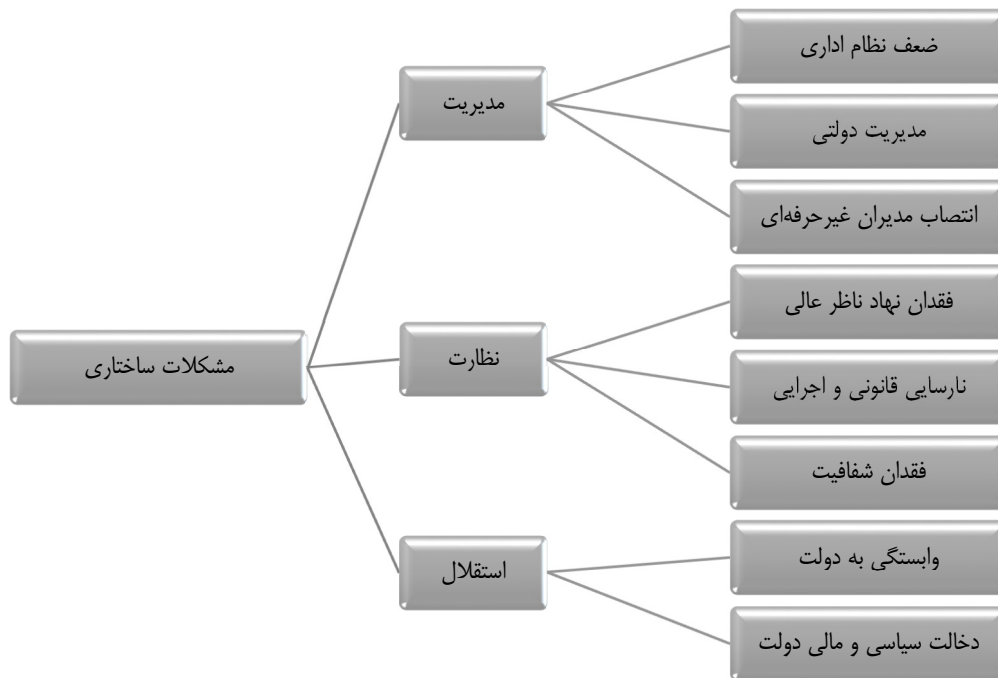 مشکلات ساختاری
مدیریت
ضعف نظام اداری
مدیریت دولتی
انتصاب مدیران غیرحرفه‌ای
نظارت
فقدان نهاد ناظر عالی
نارسایی قانونی و اجرایی
فقدان شفافیت
استقلال
وابستگی به دولت
دخالت سیاسی و مالی دولت